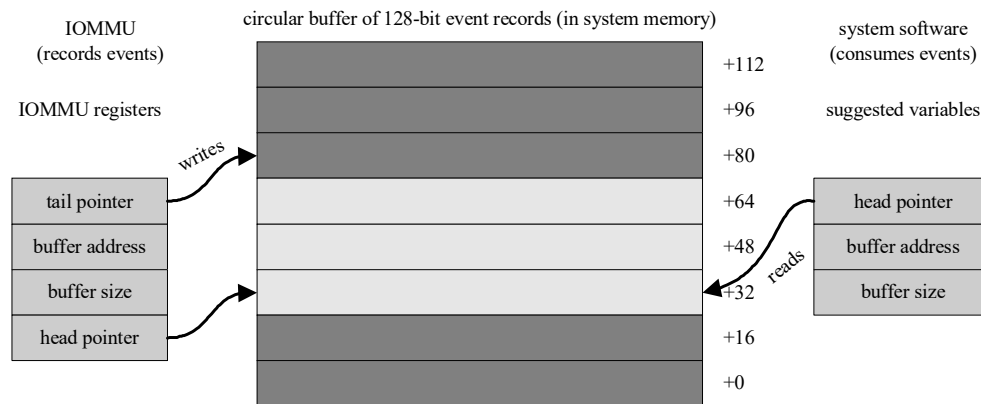 circular buffer of 128-bit event records (in system memory)
IOMMU
(records events)
IOMMU registers
writes
tail pointer
buffer address
buffer size
head pointer
+112
+96
+80
+64
+48
+32
+16
+0
system software
(consumes events)
suggested variables
head pointer
buffer address
buffer size
reads